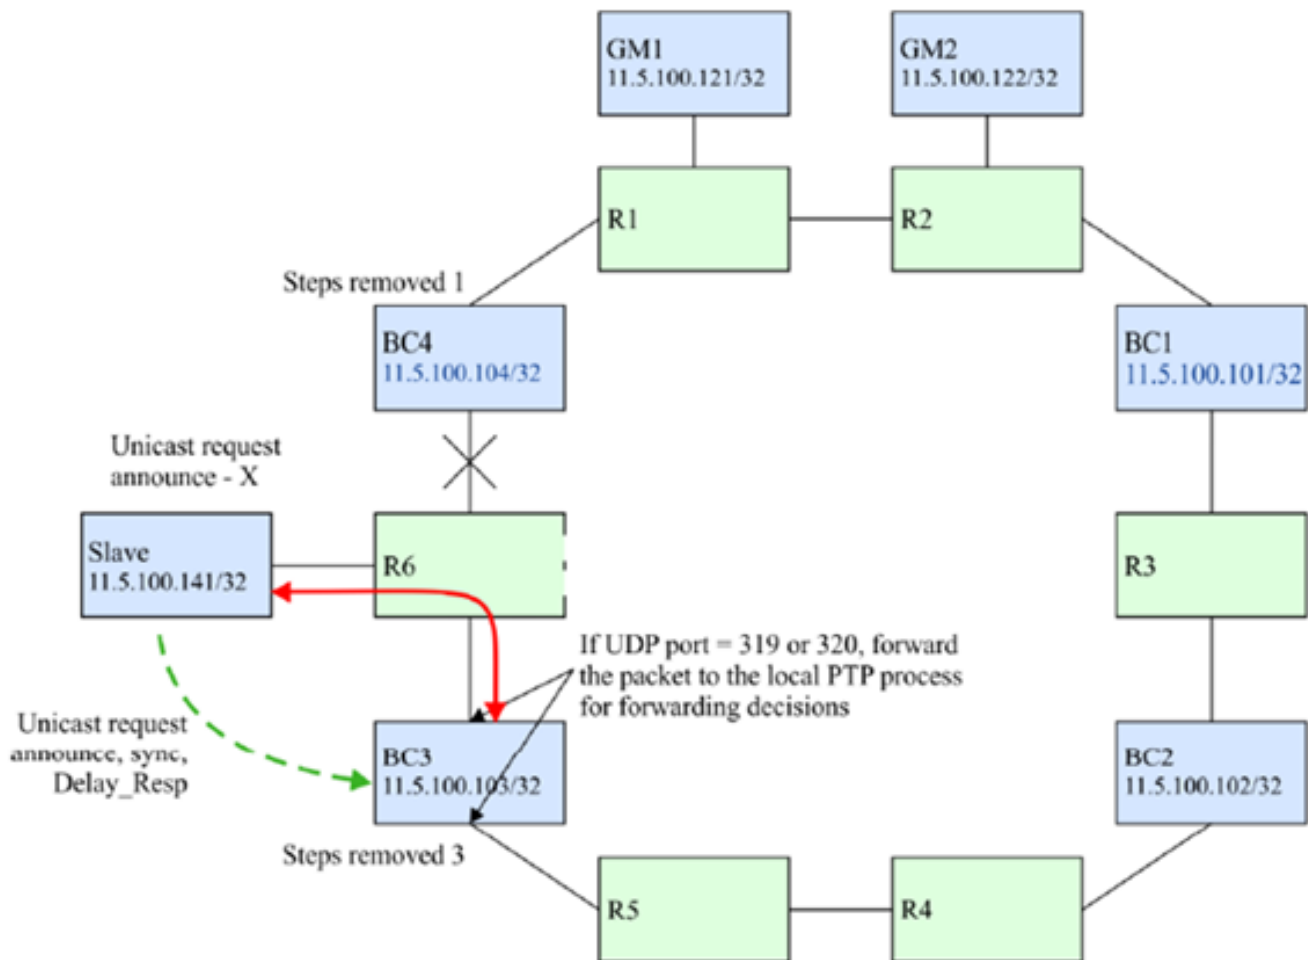 GM1
11.5.100.121/32
GM2
11.5.100.122/32
R1
R2
Steps removed 1
BC4
11.5.100.104/32
BC1
11.5.100.101/32
Unicast request
announce - X
Slave
11.5.100.141/32
R6
R3
If UDP port = 319 or 320, forward
the packet to the local PTP process
for forwarding decisions
Unicast request
announce, sync,
Delay_Resp
BC3
11.5.100.103/32
BC2
11.5.100.102/32
Steps removed 3
R5
R4